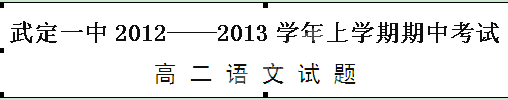 武定一中 2012——2013 学年上学期期中考试
高 二 语 文 试 题